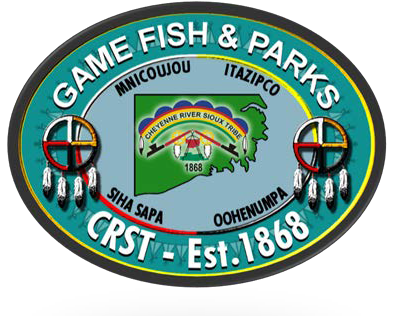 GAME FISH & PARKS
MNICOUJOU
ITAZIPCO
CHEYENNE RIVER SIOUX TRIBE
1868
SIHA SAPA
OOHENUMPA
CRST - Est.1868